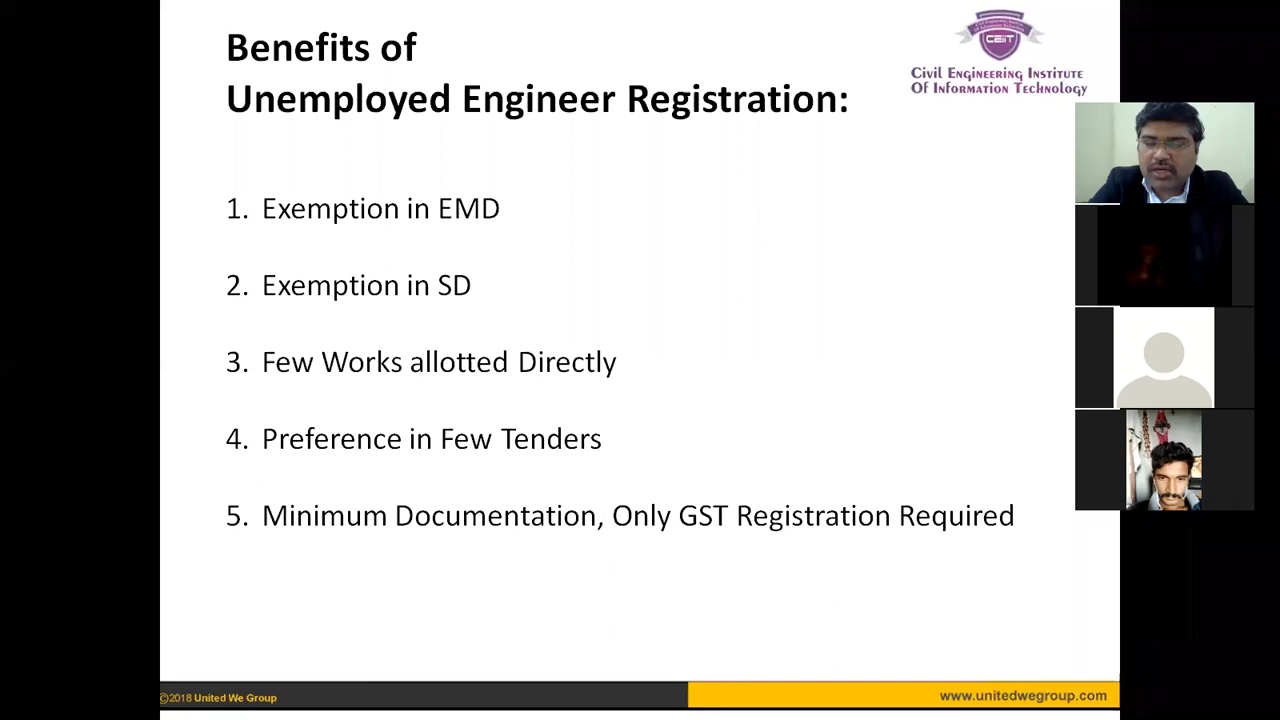 Benefits of
Unemployed Engineer Registration:
CEIIT
Civil Engineering Institute
Of Information Technology
1. Exemption in EMD
2. Exemption in SD
3. Few Works allotted Directly
4. Preference in Few Tenders
5. Minimum Documentation, Only GST Registration Required
©2018 United We Group
www.unitedwegroup.com